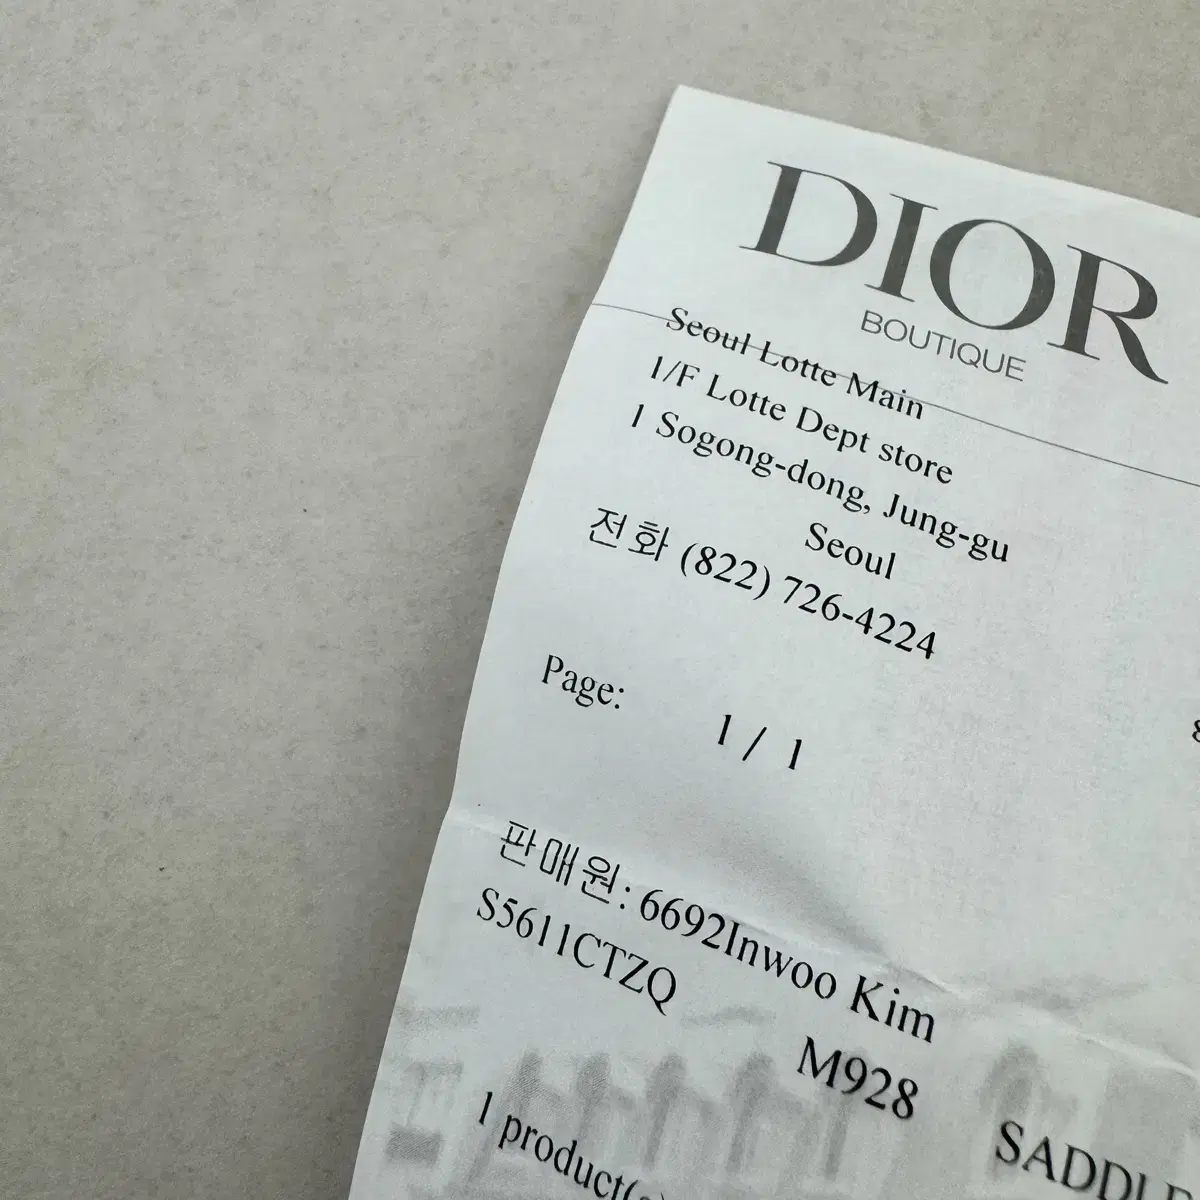 DIOR
BOUTIQUE
Seoul Lotte Main
1/F Lotte Dept store
1 Sogong-dong, Jung-gu
Seoul
전화 (822) 726-4224
Page: 1 / 1
판매원: 6692Inwoo Kim
S5611CTZQ M928
1